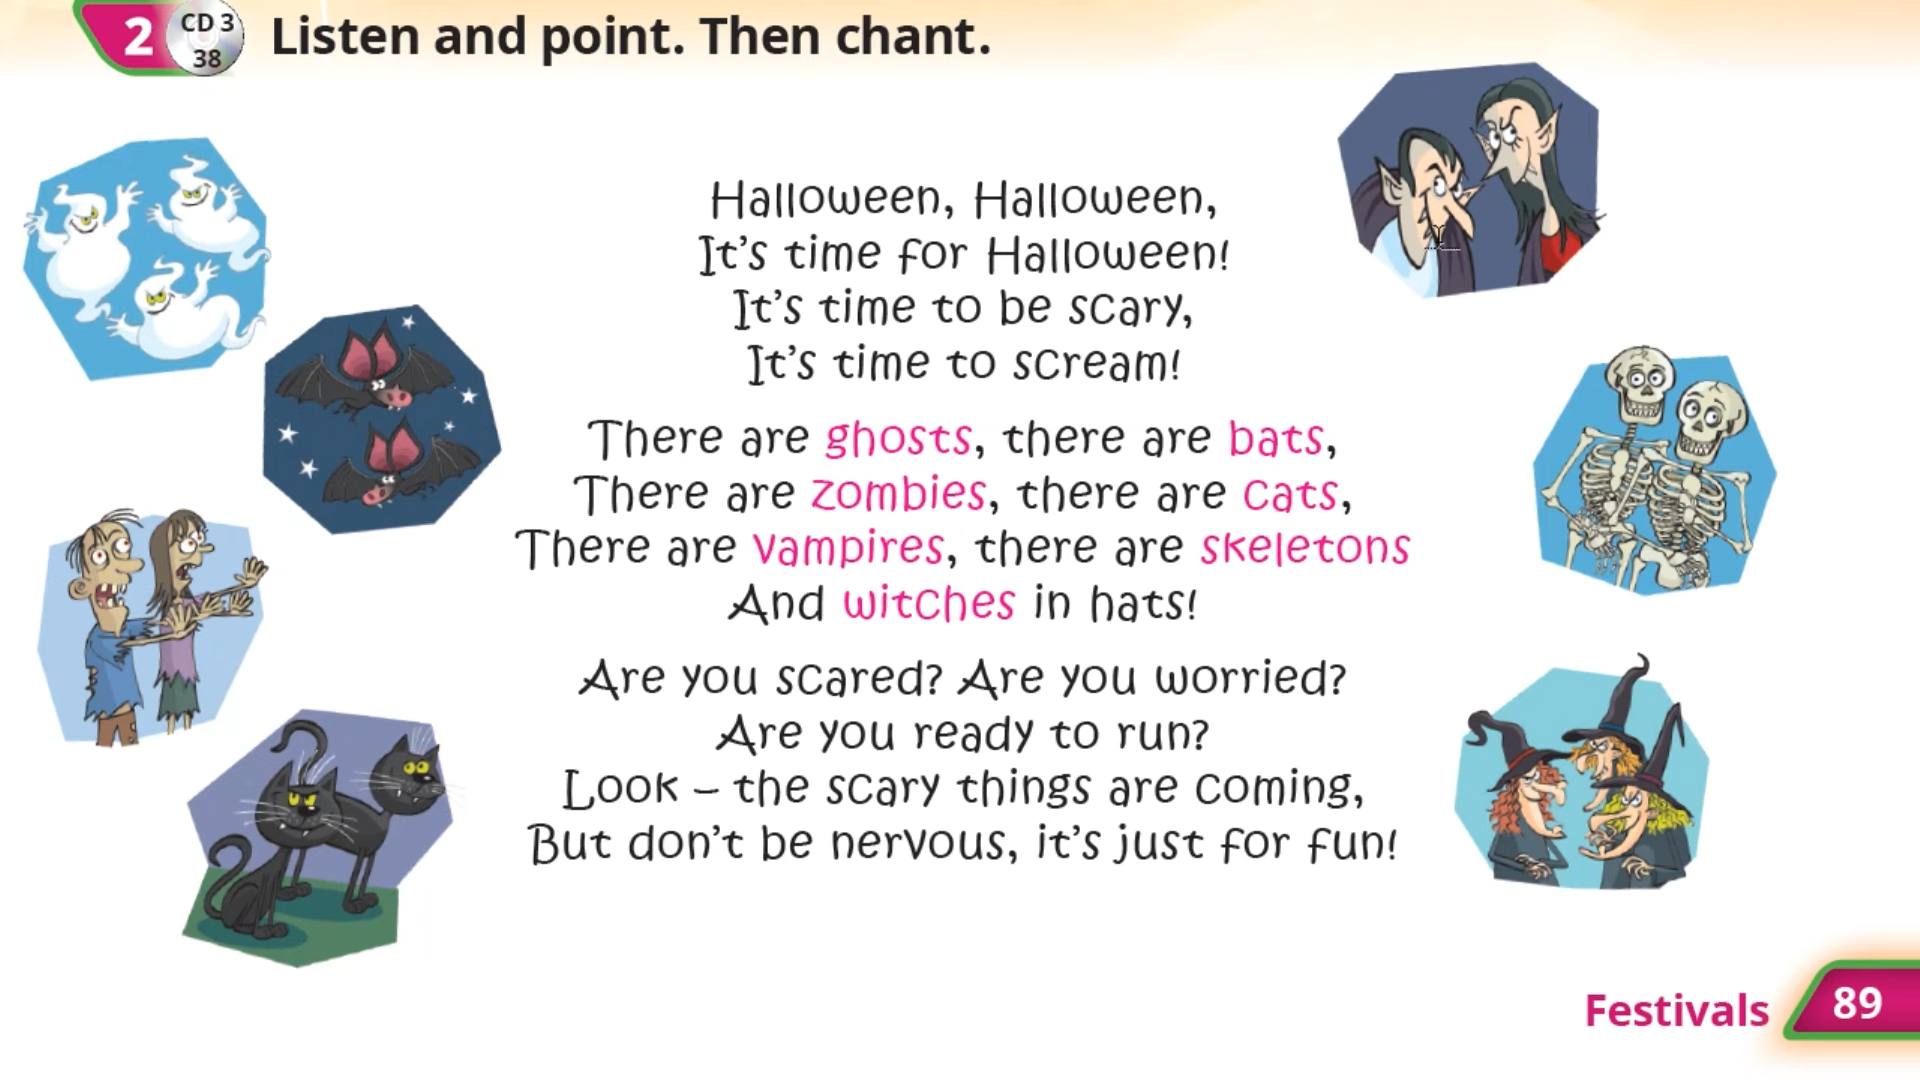 2 CD 3 38 Listen and point. Then chant.
Halloween, Halloween,
It's time for Halloween!
It's time to be scary,
It's time to scream!
There are ghosts, there are bats,
There are zombies, there are cats,
There are vampires, there are skeletons
And witches in hats!
Are you scared? Are you worried?
Are you ready to run?
Look – the scary things are coming,
But don't be nervous, it's just for fun!
Festivals 89